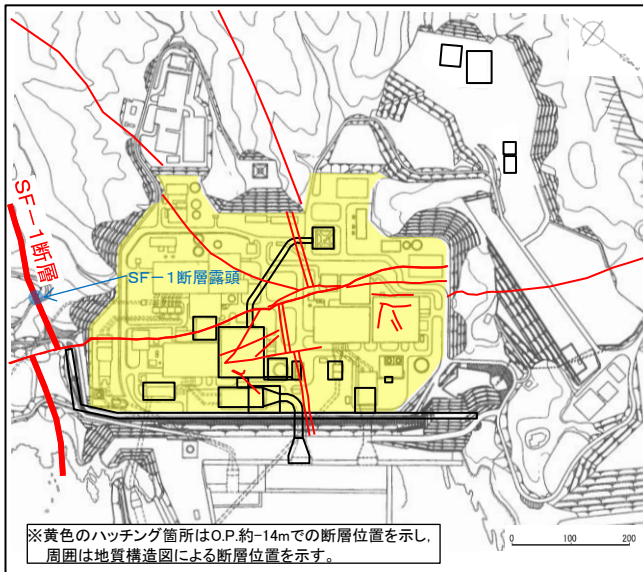 SF-1断層
SF-1断層露頭
※黄色のハッチング箇所はO.P.約-14mでの断層位置を示し,
周囲は地質構造図による断層位置を示す。
0 100 200